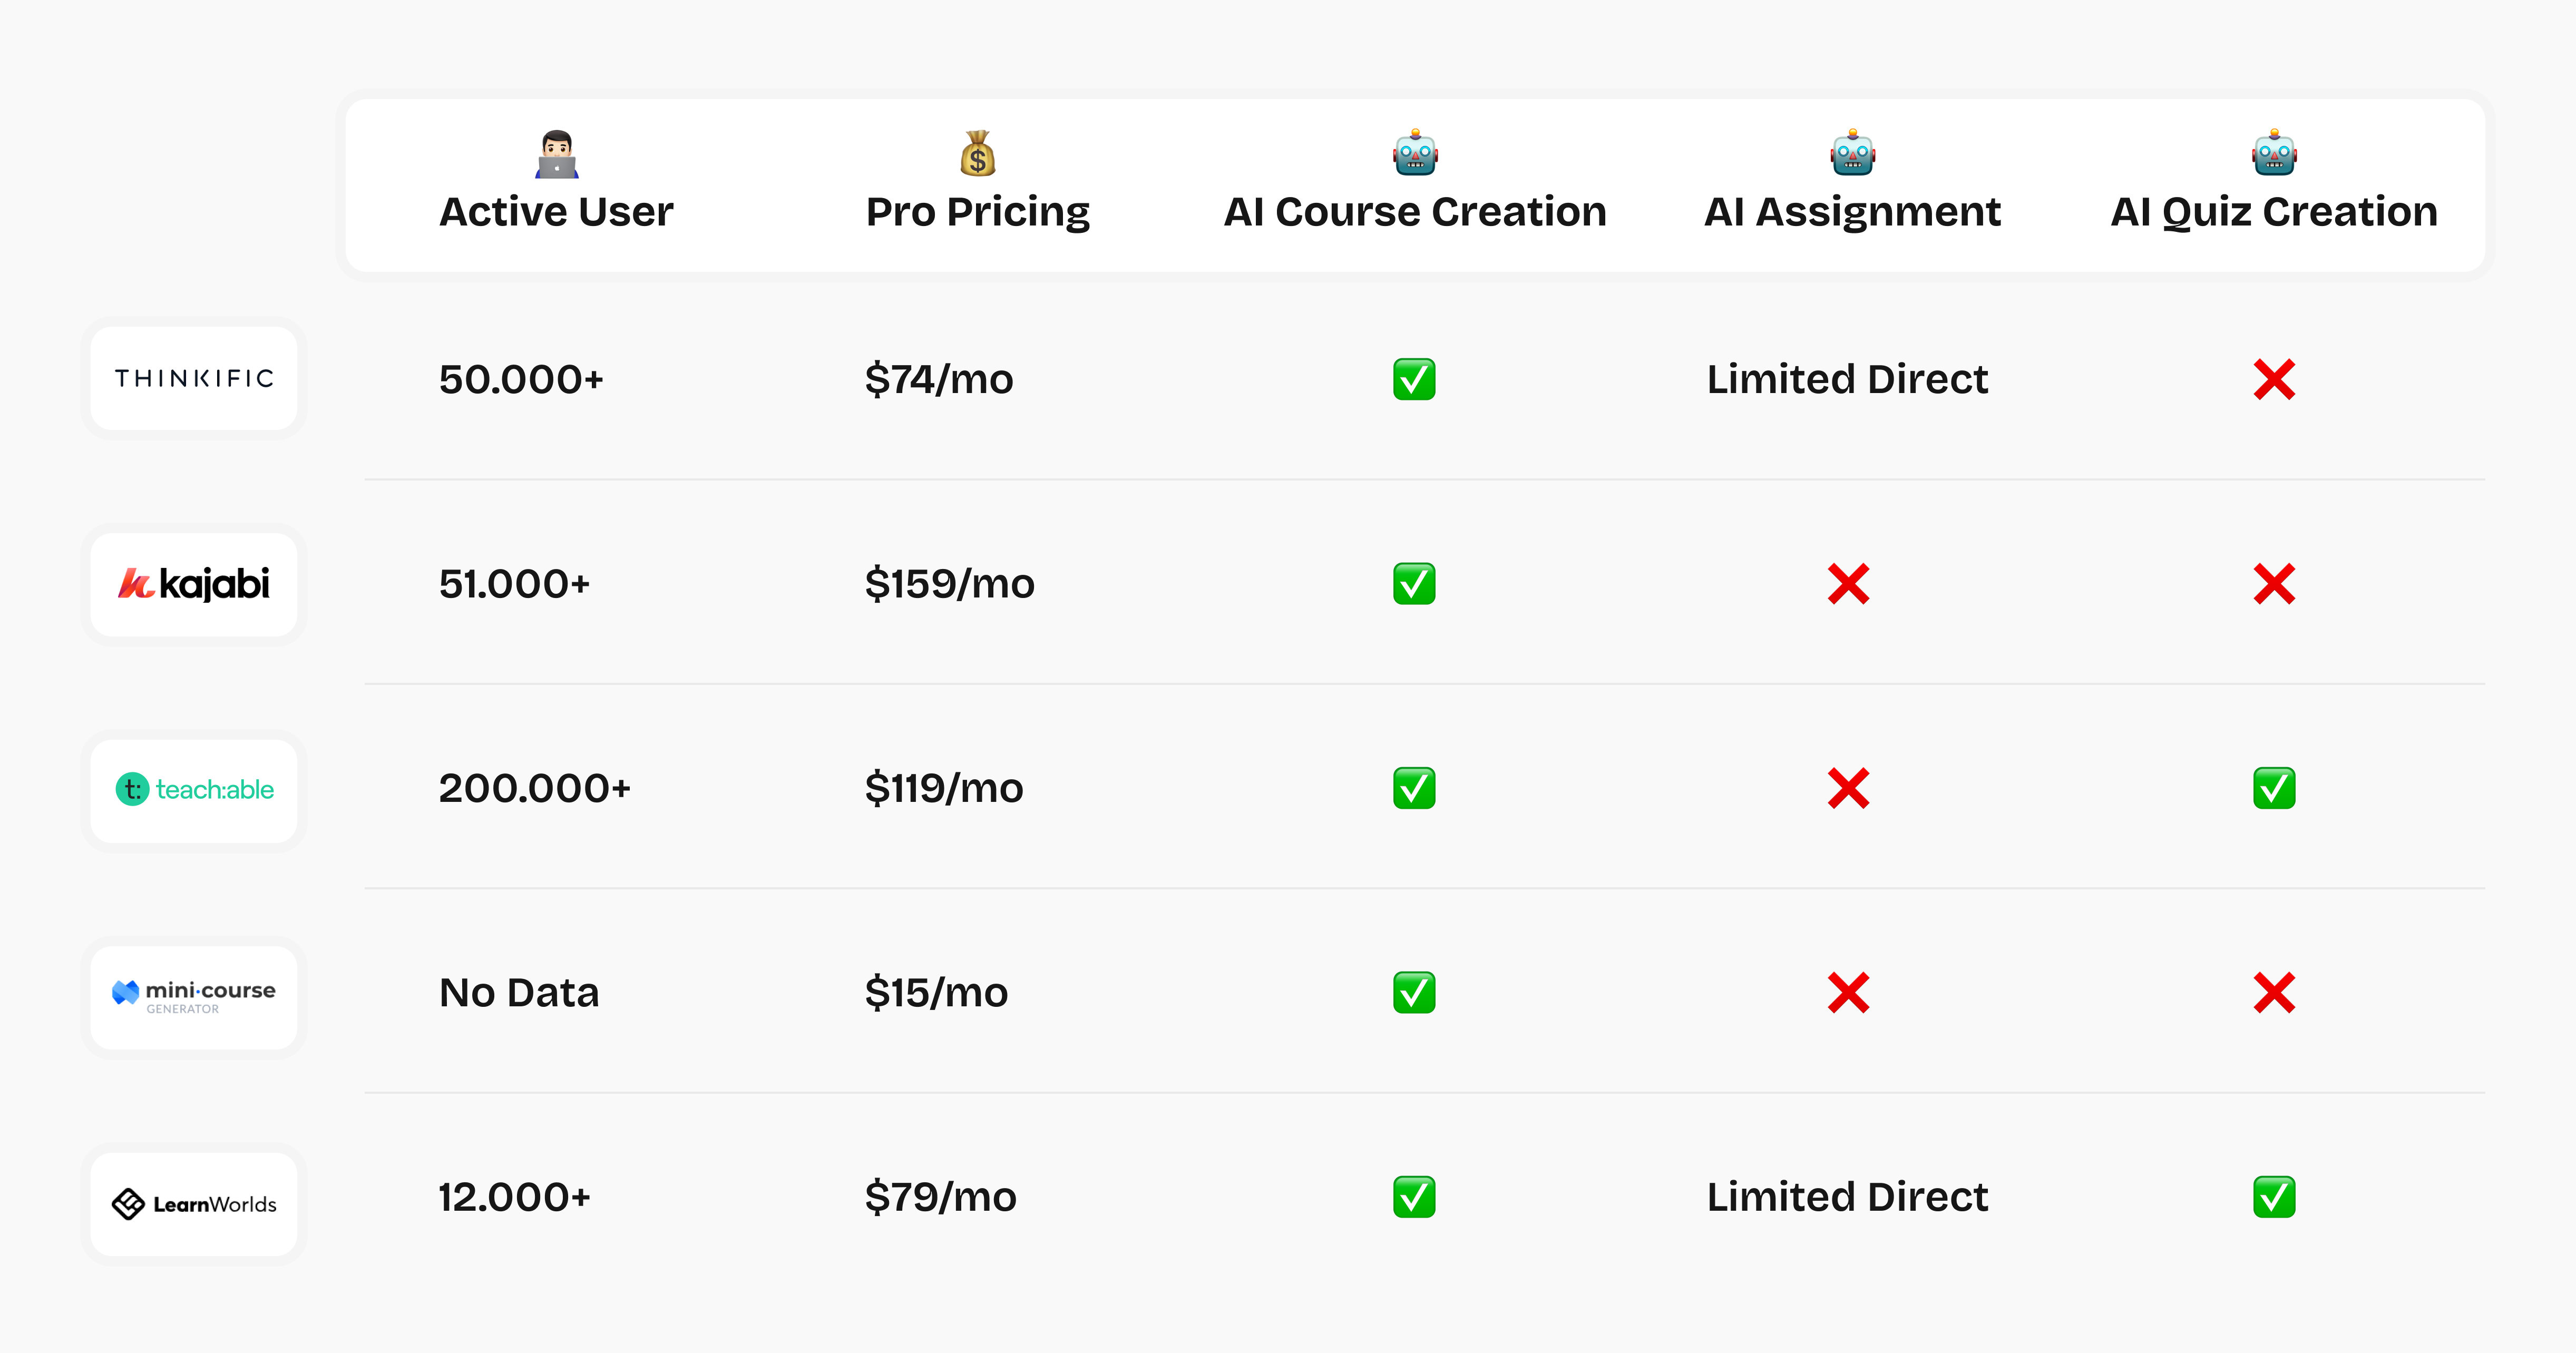 Active User
Pro Pricing
AI Course Creation
AI Assignment
AI Quiz Creation
THINKIFIC
50.000+
$74/mo
Limited Direct
kajabi
51.000+
$159/mo
t: teach:able
200.000+
$119/mo
mini·course
GENERATOR
No Data
$15/mo
LearnWorlds
12.000+
$79/mo
Limited Direct